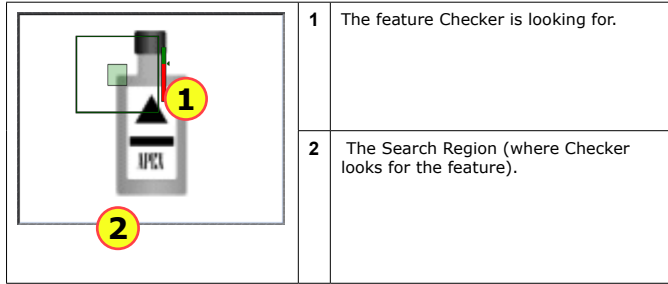 1
The feature Checker is looking for.
1
APEX
2
The Search Region (where Checker
looks for the feature).
2